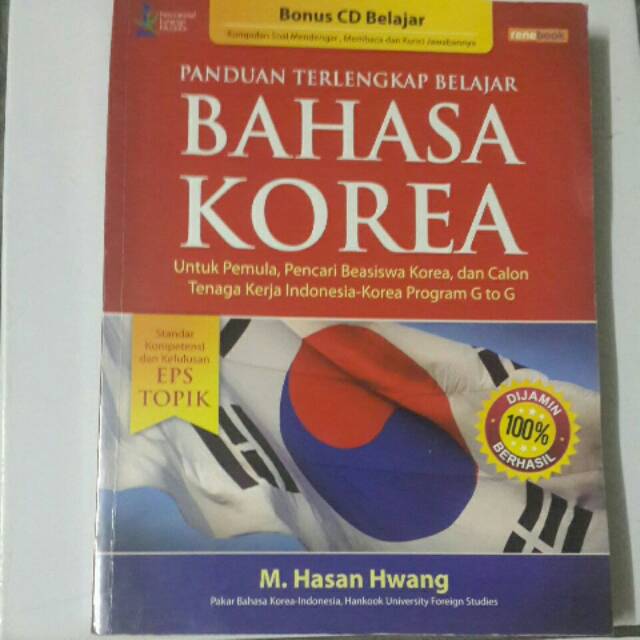 Bonus CD Belajar
Kumpulan Soal Mendengar, Membaca dan Kunci Jawabannya
renebook
PANDUAN TERLENGKAP BELAJAR
BAHASA
KOREA
Untuk Pemula, Pencari Beasiswa Korea, dan Calon
Tenaga Kerja Indonesia-Korea Program G to G
Standar
Kompetensi
dan Kelulusan
EPS
TOPIK
DIJAMIN
100%
BERHASIL
M. Hasan Hwang
Pakar Bahasa Korea-Indonesia, Hankook University Foreign Studies